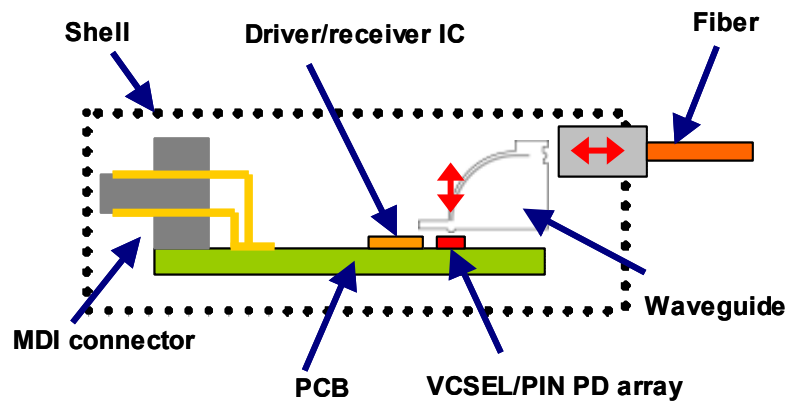 Shell
Driver/receiver IC
Fiber
Waveguide
MDI connector
PCB
VCSEL/PIN PD array